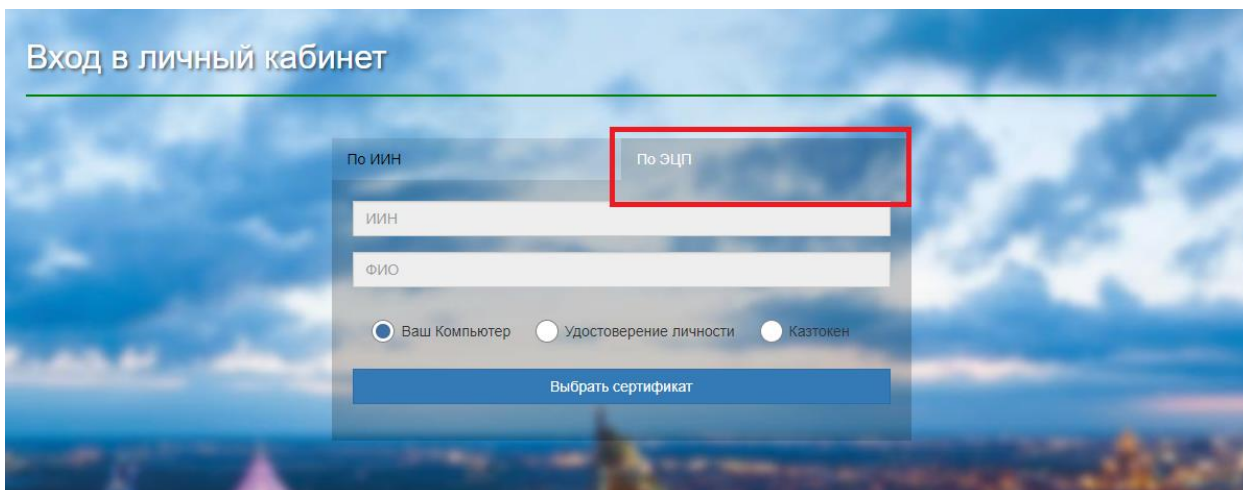 Вход в личный кабинет
По ИИН
По ЭЦП
ИИН
ФИО
Ваш Компьютер Удостоверение личности Казтокен
Выбрать сертификат